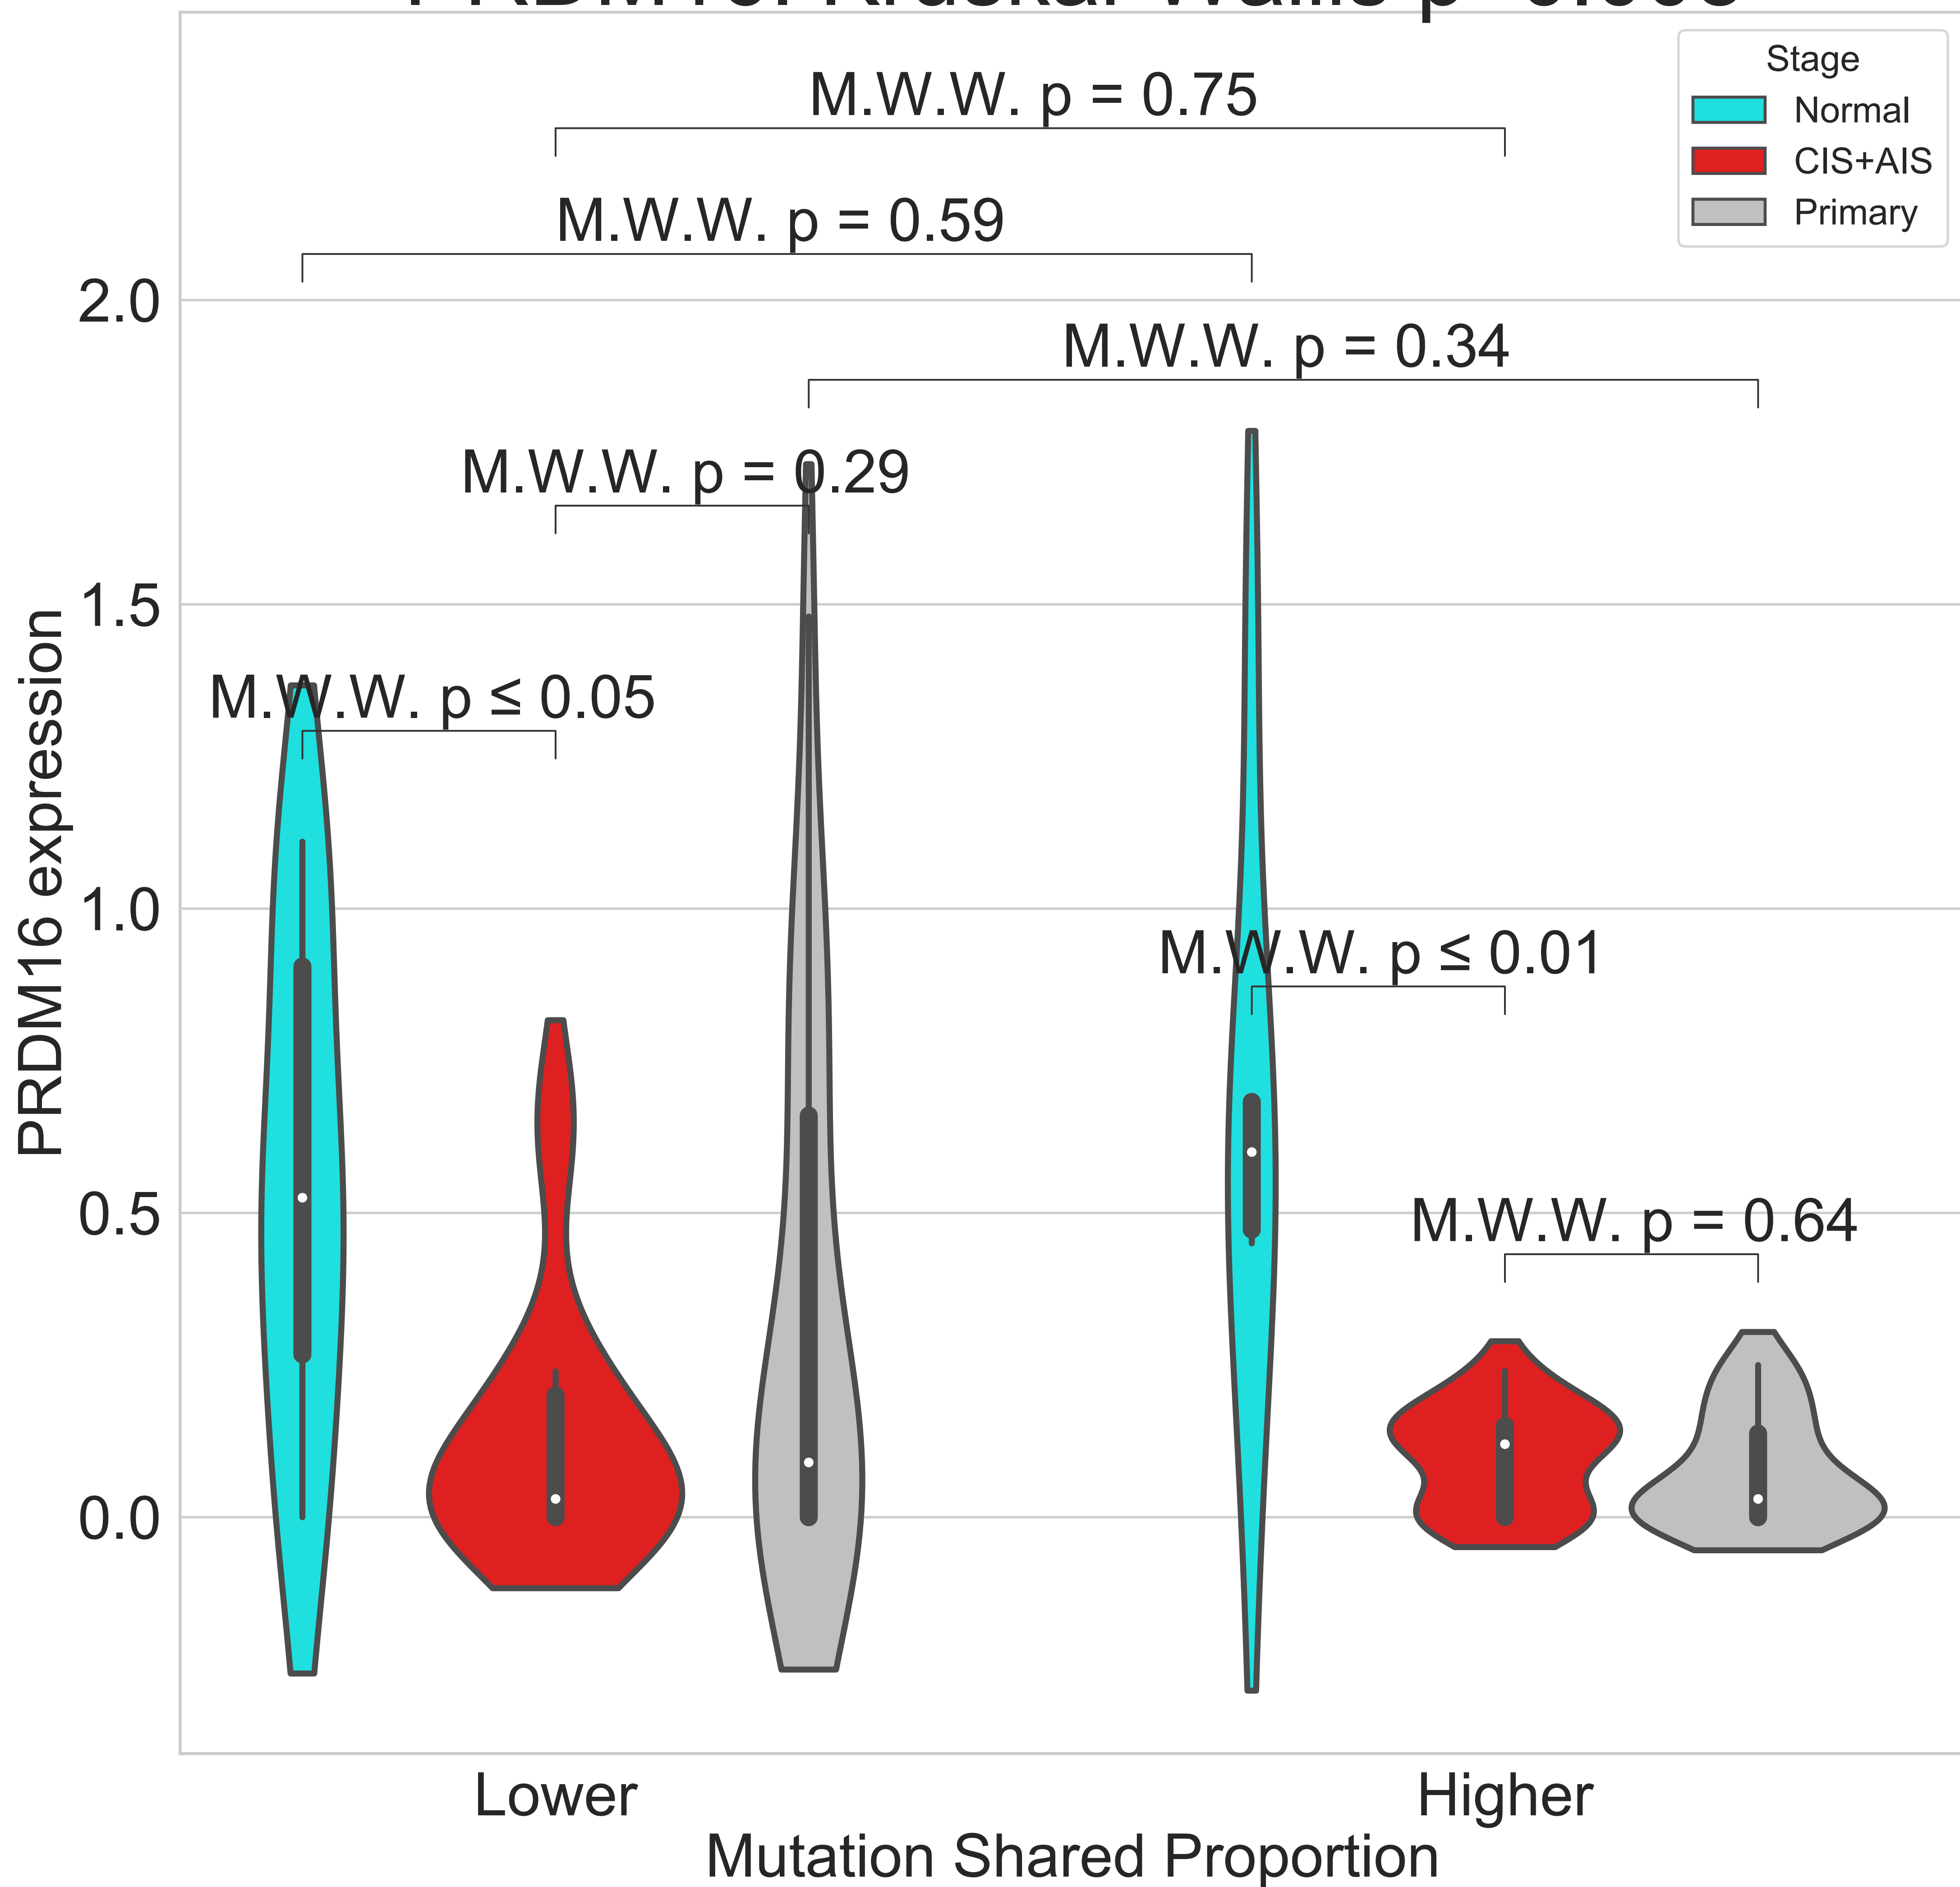 Stage
Normal
CIS+AIS
Primary
M.W.W. p = 0.75
M.W.W. p = 0.59
M.W.W. p = 0.34
M.W.W. p = 0.29
M.W.W. p ≤ 0.05
M.W.W. p ≤ 0.01
M.W.W. p = 0.64
PRDM16 expression
2.0
1.5
1.0
0.5
0.0
Lower
Higher
Mutation Shared Proportion